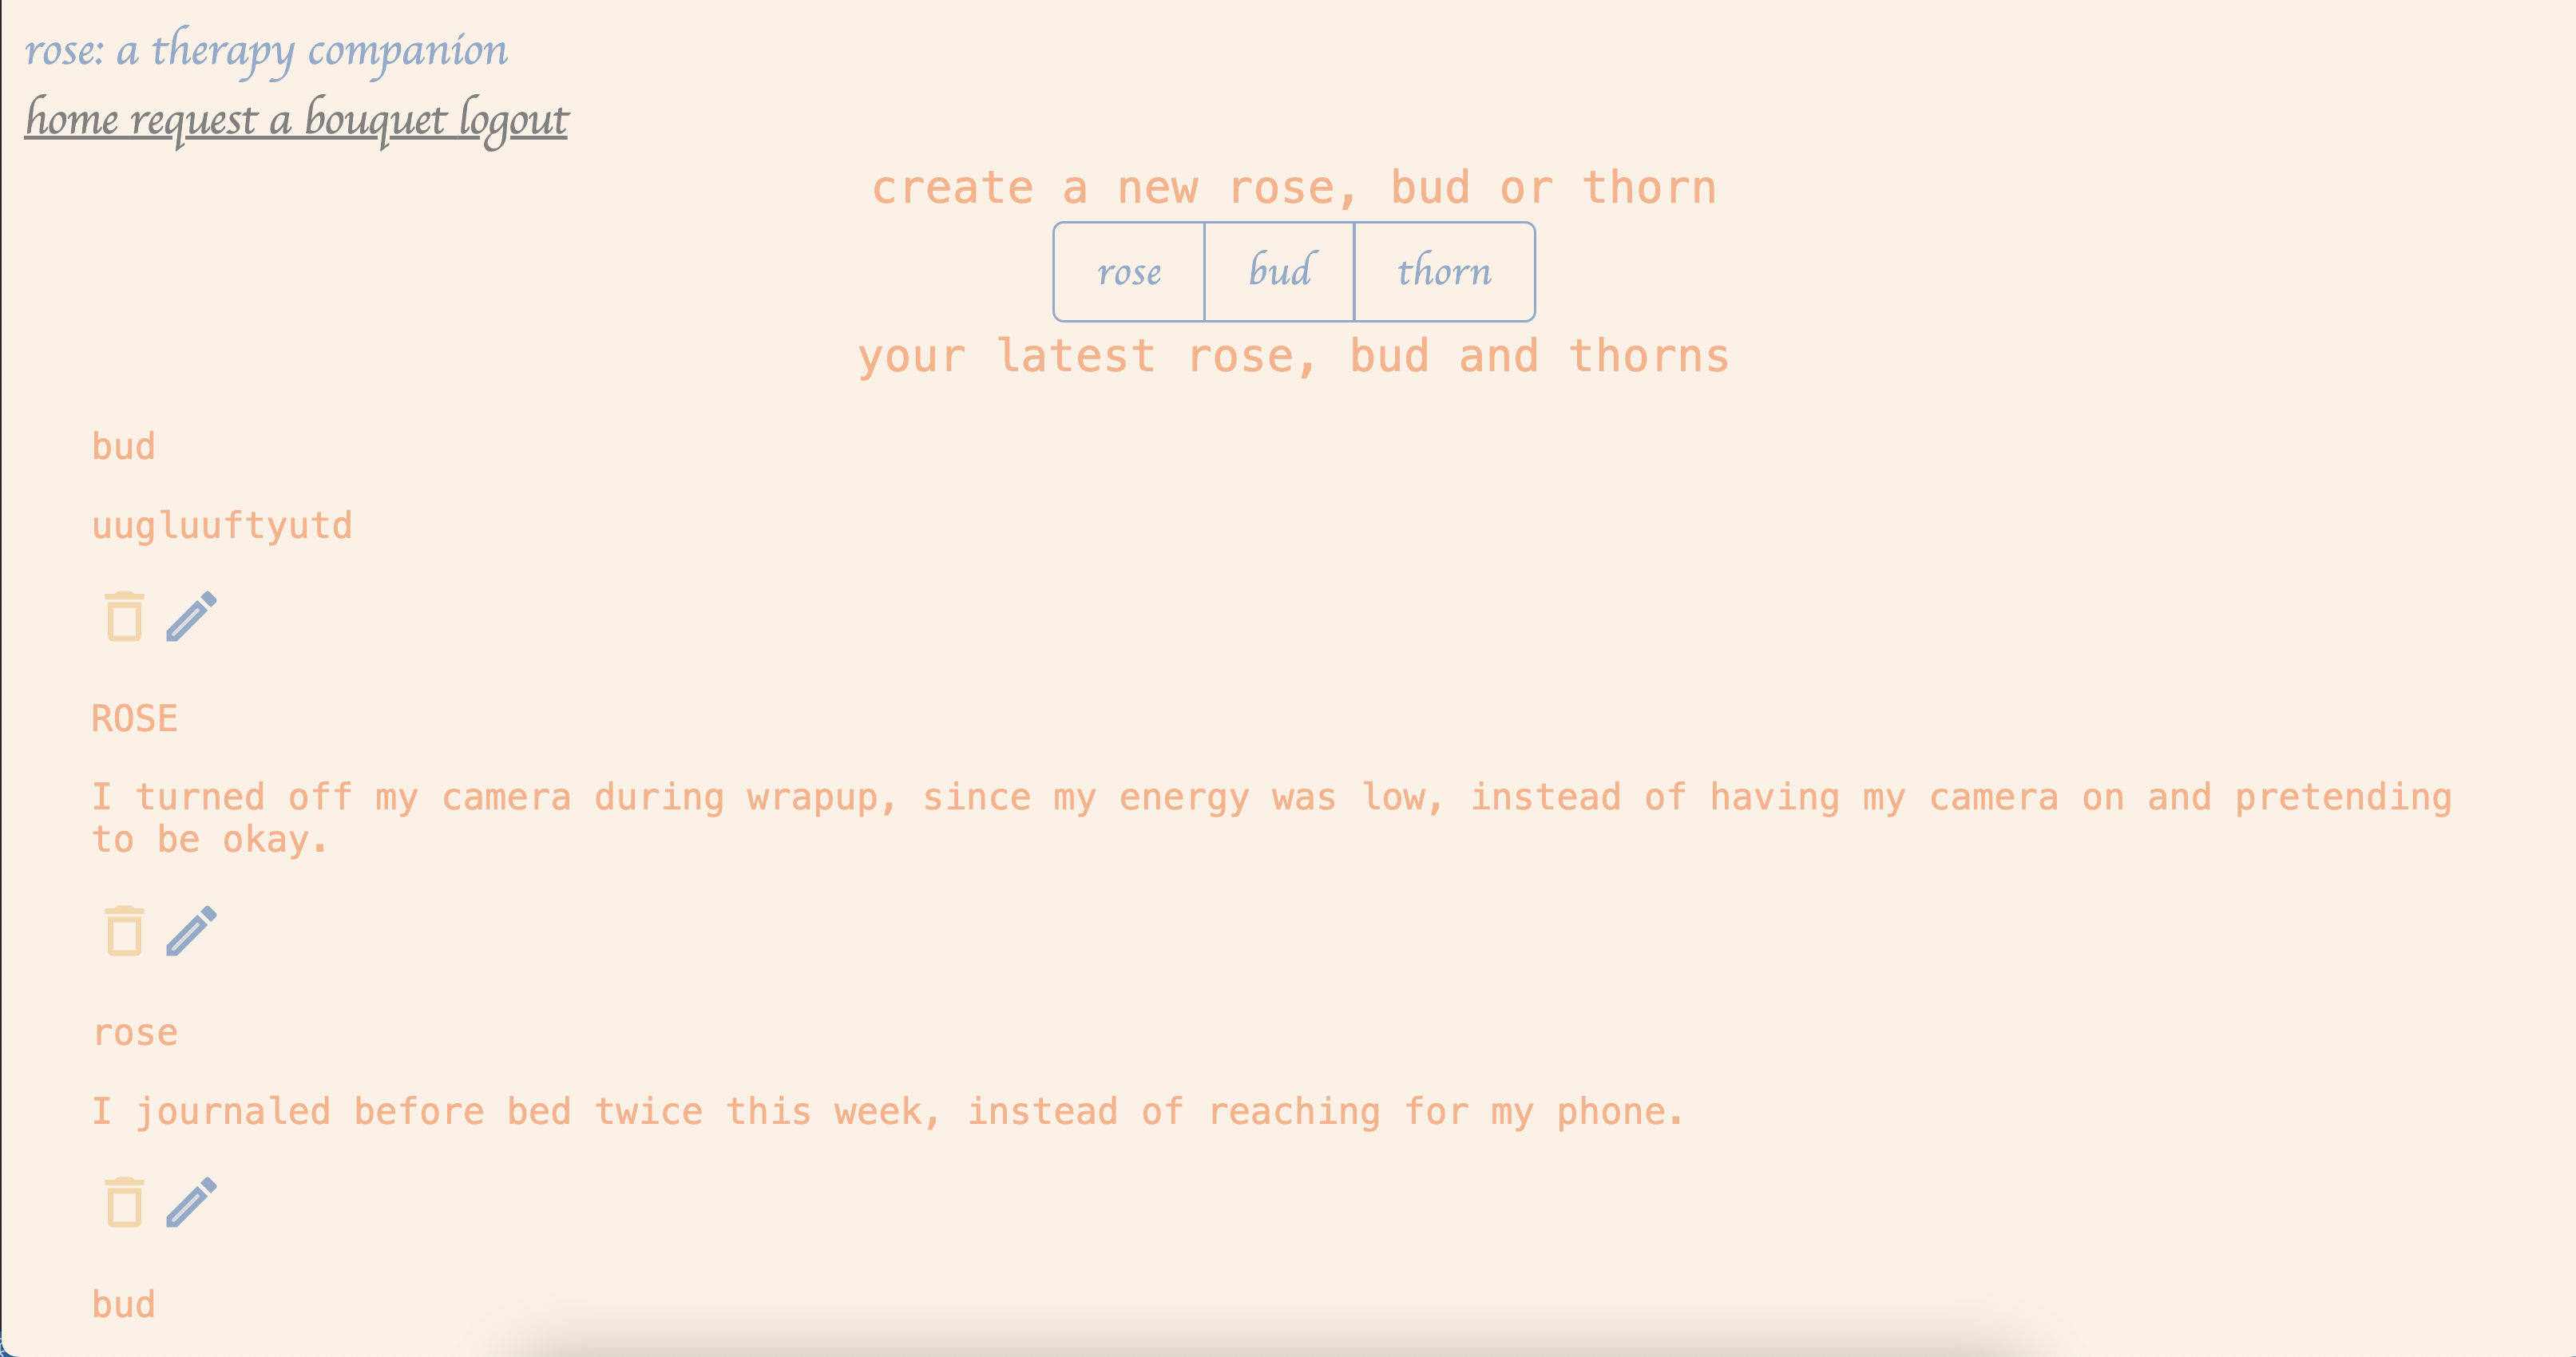 rose: a therapy companion
home request a bouquet logout
create a new rose, bud or thorn
rose bud thorn
your latest rose, bud and thorns
bud
uugluuftyutd
ROSE
I turned off my camera during wrapup, since my energy was low, instead of having my camera on and pretending
to be okay.
rose
I journaled before bed twice this week, instead of reaching for my phone.
bud